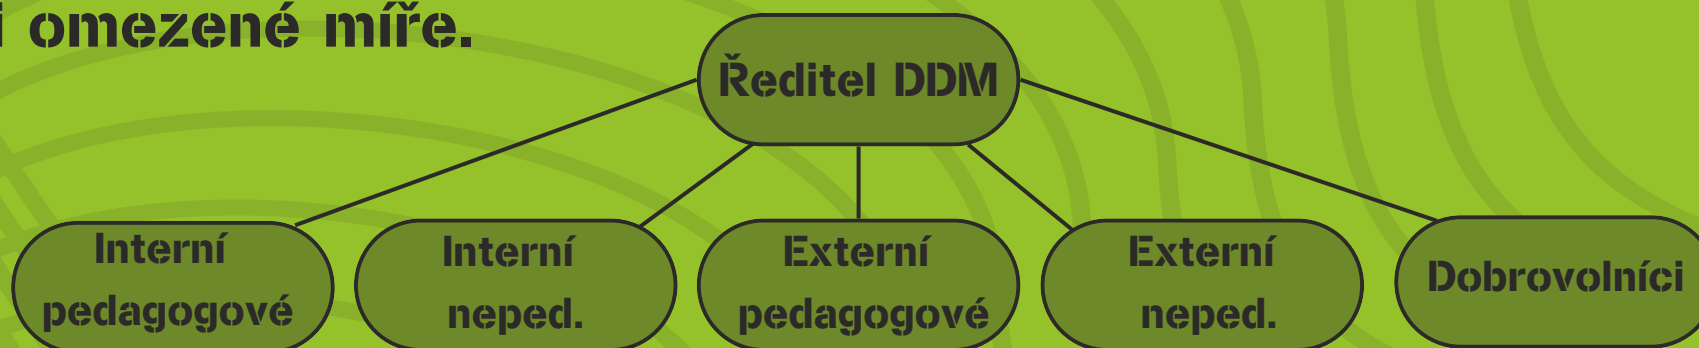 i omezené míře.
Ředitel DDM
Interní
pedagogové
Interní
neped.
Externí
pedagogové
Externí
neped.
Dobrovolníci